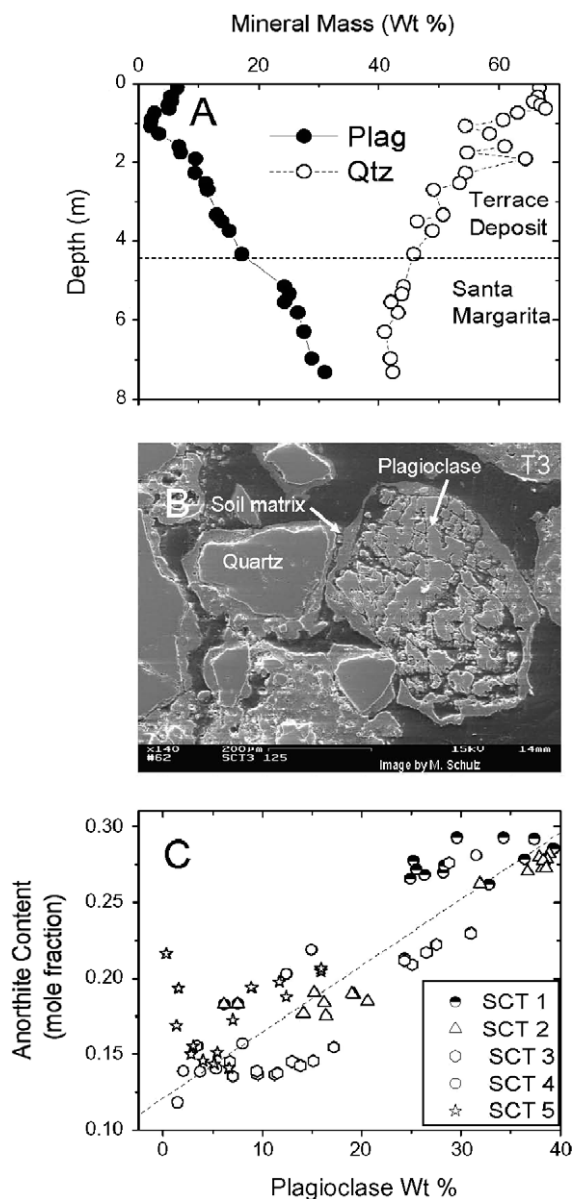 Mineral Mass (Wt %)
0 20 40 60
A
Plag
Qtz
Depth (m)
0
2
4
6
8
Terrace
Deposit
Santa
Margarita
B
T3
Plagioclase
Soil matrix
Quartz
x140 200µm 15kV 14mm
#62 SCT3 125
Image by M. Schulz
C
Anorthite Content
(mole fraction)
0.30
0.25
0.20
0.15
0.10
SCT 1
SCT 2
SCT 3
SCT 4
SCT 5
0 10 20 30 40
Plagioclase Wt %